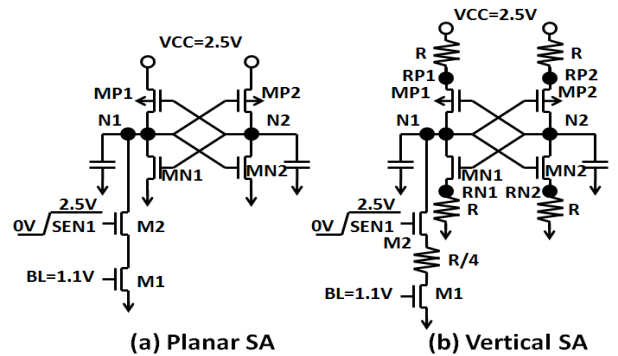 VCC=2.5V
MP1
MP2
N1
N2
MN1
MN2
2.5V
0V
SEN1
M2
BL=1.1V
M1
(a) Planar SA
VCC=2.5V
R
R
RP1
RP2
MP1
MP2
N1
N2
MN1
MN2
RN1
RN2
R
R
2.5V
0V
SEN1
M2
R/4
BL=1.1V
M1
(b) Vertical SA